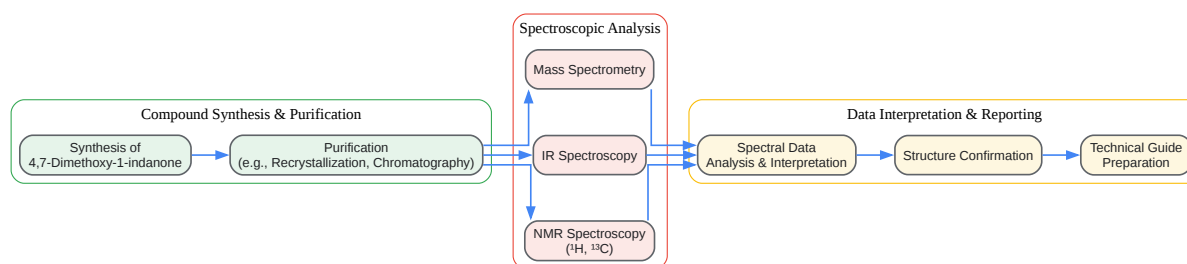 Spectroscopic Analysis
Mass Spectrometry
Compound Synthesis & Purification
Data Interpretation & Reporting
Synthesis of
4,7-Dimethoxy-1-indanone
Purification
(e.g., Recrystallization, Chromatography)
IR Spectroscopy
Spectral Data
Analysis & Interpretation
Structure Confirmation
Technical Guide
Preparation
NMR Spectroscopy
(¹H, ¹³C)